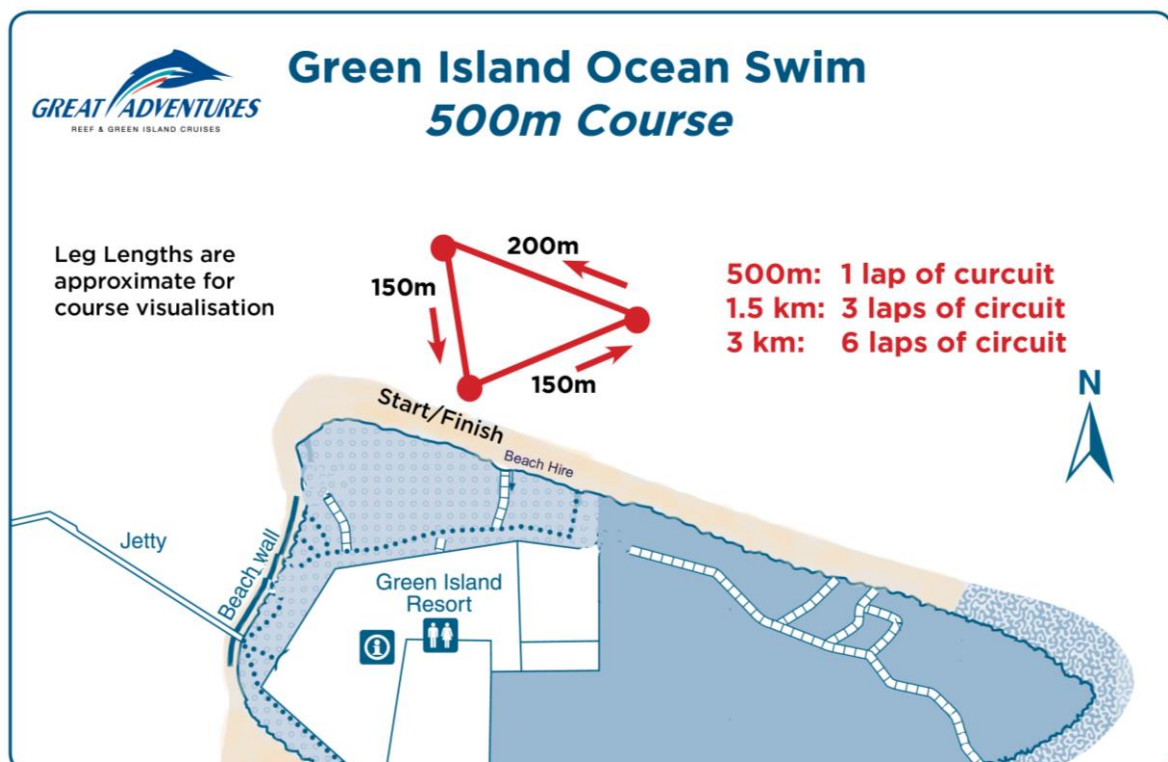 GREAT ADVENTURES
REEF & GREEN ISLAND CRUISES
Green Island Ocean Swim
500m Course
Leg Lengths are
approximate for
course visualisation
200m
150m
150m
500m: 1 lap of curcuit
1.5 km: 3 laps of circuit
3 km: 6 laps of circuit
N
Start/Finish
Beach Hire
Jetty
Beach wall
Green Island
Resort